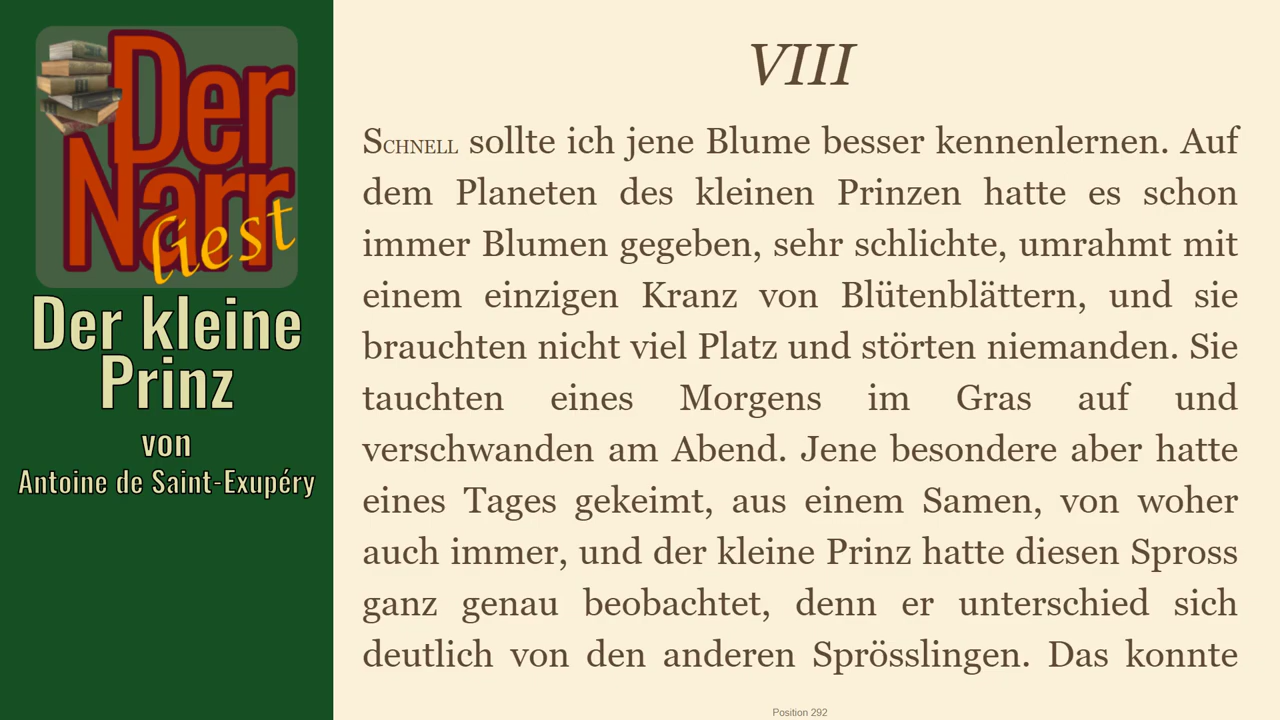 Der
Narr
liest
Der kleine
Prinz
von
Antoine de Saint-Exupéry
VIII
SCHNELL sollte ich jene Blume besser kennenlernen. Auf
dem Planeten des kleinen Prinzen hatte es schon
immer Blumen gegeben, sehr schlichte, umrahmt mit
einem einzigen Kranz von Blütenblättern, und sie
brauchten nicht viel Platz und störten niemanden. Sie
tauchten eines Morgens im Gras auf und
verschwanden am Abend. Jene besondere aber hatte
eines Tages gekeimt, aus einem Samen, von woher
auch immer, und der kleine Prinz hatte diesen Spross
ganz genau beobachtet, denn er unterschied sich
deutlich von den anderen Sprösslingen. Das konnte
Position 292